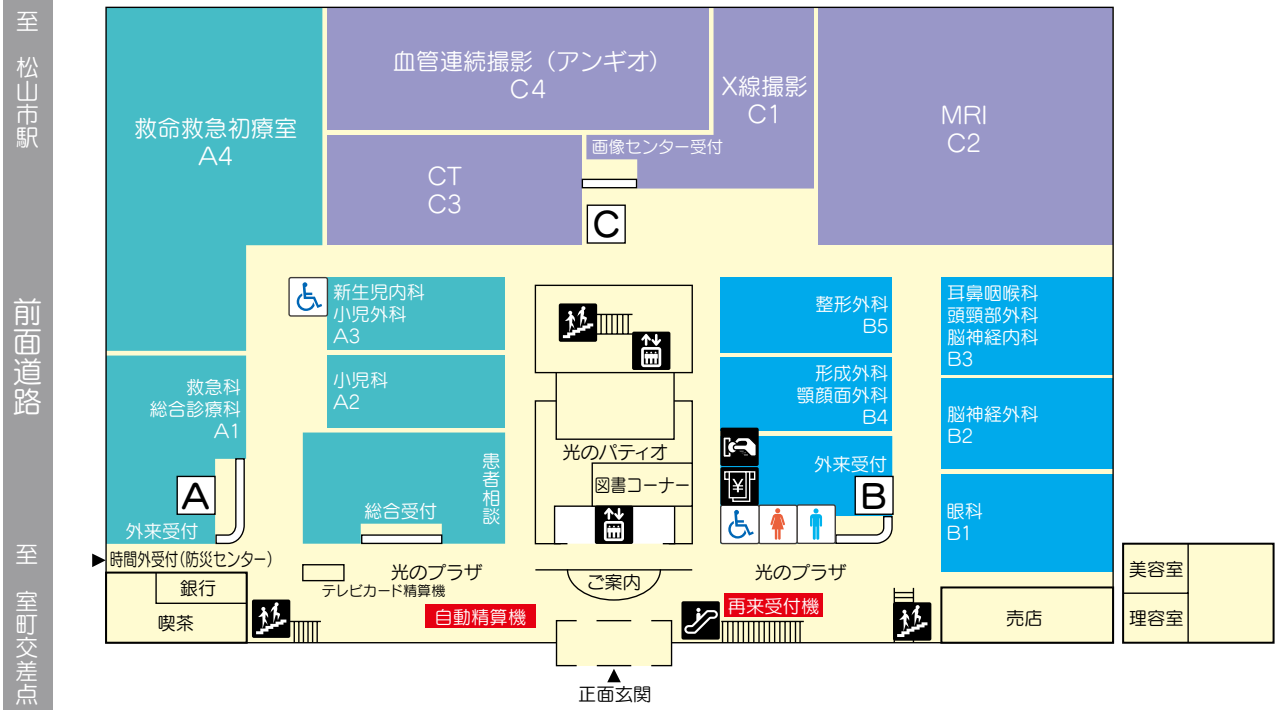 至 松山市駅
前面道路
至 室町交差点
救命救急初療室
A4
血管連続撮影（アンギオ）
C4
X線撮影
C1
MRI
C2
画像センター受付
CT
C3
C
新生児内科
小児外科
A3
小児科
A2
救急科
総合診療科
A1
A
外来受付
総合受付
患者相談
光のパティオ
図書コーナー
整形外科
B5
形成外科
顎顔面外科
B4
外来受付
B
¥
耳鼻咽喉科
頭頸部外科
脳神経内科
B3
脳神経外科
B2
眼科
B1
▶時間外受付(防災センター)
銀行
喫茶
テレビカード精算機
光のプラザ
自動精算機
ご案内
光のプラザ
再来受付機
売店
美容室
理容室
▲
正面玄関